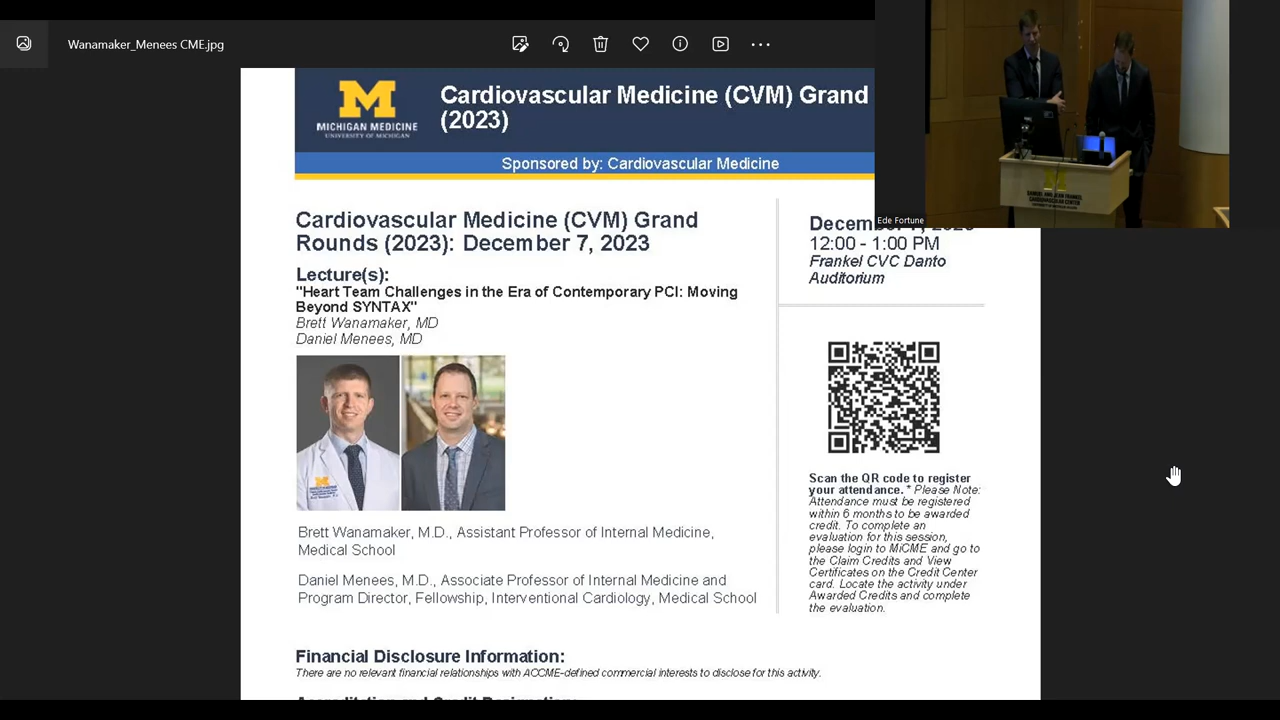 Wanamaker_Menees CME.jpg
M
MICHIGAN MEDICINE
UNIVERSITY OF MICHIGAN
Cardiovascular Medicine (CVM) Grand
(2023)
Sponsored by: Cardiovascular Medicine
Cardiovascular Medicine (CVM) Grand
Rounds (2023): December 7, 2023
Lecture(s):
"Heart Team Challenges in the Era of Contemporary PCI: Moving
Beyond SYNTAX"
Brett Wanamaker, MD
Daniel Menees, MD
Brett Wanamaker, M.D., Assistant Professor of Internal Medicine,
Medical School
Daniel Menees, M.D., Associate Professor of Internal Medicine and
Program Director, Fellowship, Interventional Cardiology, Medical School
Ede Fortune
December 7, 2023
12:00 - 1:00 PM
Frankel CVC Danto
Auditorium
Scan the QR code to register
your attendance. * Please Note:
Attendance must be registered
within 6 months to be awarded
credit. To complete an
evaluation for this session,
please login to MiCME and go to
the Claim Credits and View
Certificates on the Credit Center
card. Locate the activity under
Awarded Credits and complete
the evaluation.
Financial Disclosure Information:
There are no relevant financial relationships with ACCME-defined commercial interests to disclose for this activity.